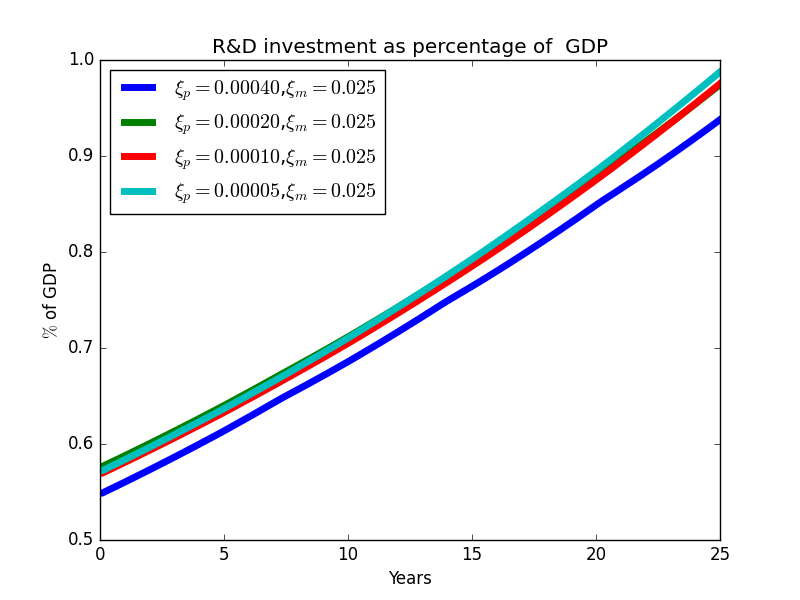 R&D investment as percentage of  GDP
1.0
0.9
0.8
0.7
0.6
0.5
% of GDP
ξp = 0.00040,ξm = 0.025
ξp = 0.00020,ξm = 0.025
ξp = 0.00010,ξm = 0.025
ξp = 0.00005,ξm = 0.025
0 5 10 15 20 25
Years